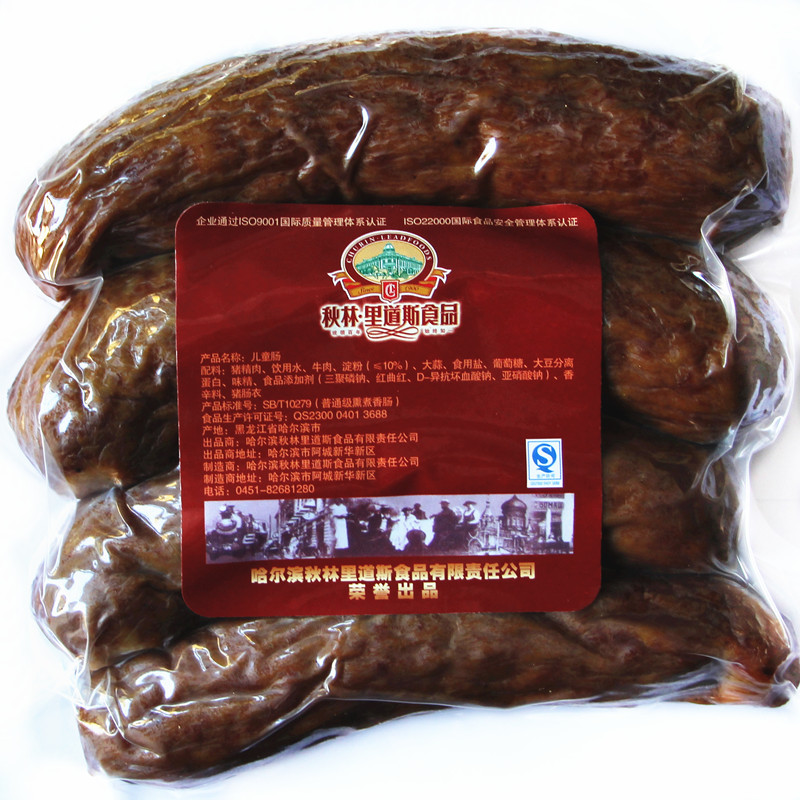 企业通过ISO9001国际质量管理体系认证 ISO22000国际食品安全管理体系认证
CHURIN LEADFOODS
Since 1900
秋林·里道斯食品
产品名称：儿童肠
配料：猪精肉、饮用水、牛肉、淀粉（≤10%）、大蒜、食用盐、葡萄糖、大豆分离
蛋白、味精、食品添加剂（三聚磷钠、红曲红、D-异抗坏血酸钠、亚硝酸钠）、香
辛料、猪肠衣
产品标准号：SB/T10279（普通级熏煮香肠）
食品生产许可证号：QS2300 0401 3688
产地：黑龙江省哈尔滨市
出品商：哈尔滨秋林里道斯食品有限责任公司
出品商地址：哈尔滨市阿城新华新区
制造商：哈尔滨秋林里道斯食品有限责任公司
制造商地址：哈尔滨市阿城新华新区
电话：0451-82681280
哈尔滨秋林里道斯食品有限责任公司
荣誉出品